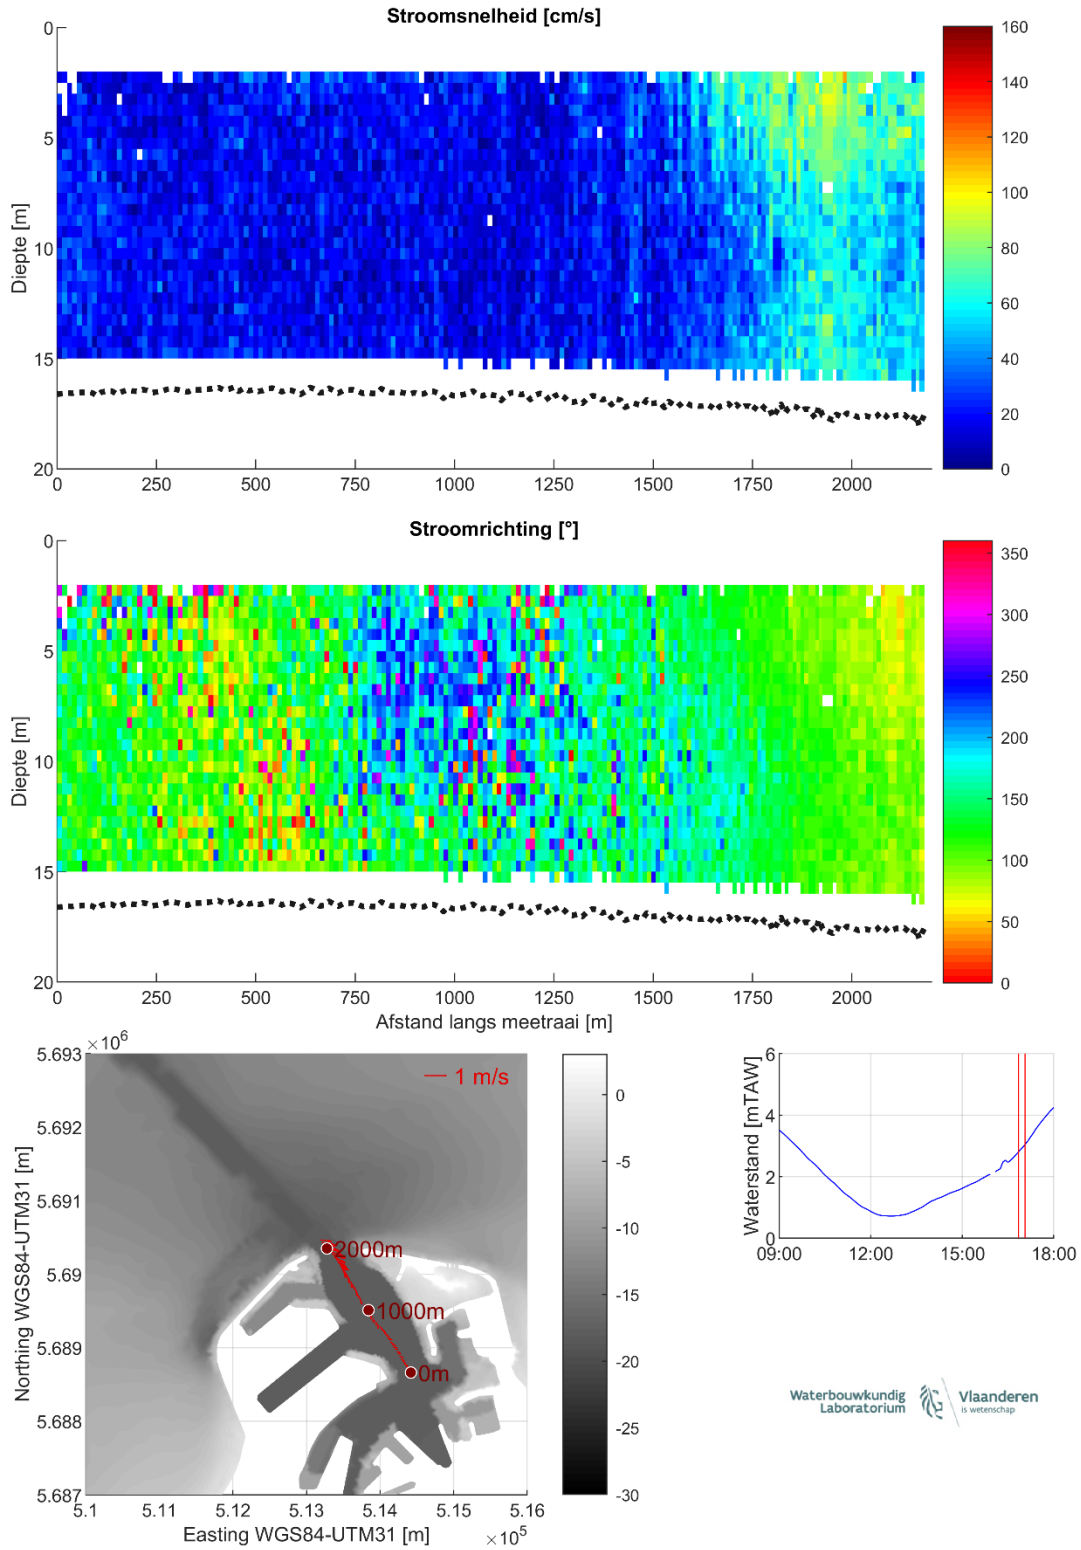 Stroomsnelheid [cm/s]
0
5
10
15
20
Diepte [m]
0 250 500 750 1000 1250 1500 1750 2000
160
140
120
100
80
60
40
20
0
Stroomrichting [°]
0
5
10
15
20
Diepte [m]
0 250 500 750 1000 1250 1500 1750 2000
Afstand langs meetraai [m]
350
300
250
200
150
100
50
0
×10⁶
5.693
5.692
5.691
5.69
5.689
5.688
5.687
Northing WGS84-UTM31 [m]
1 m/s
2000m
1000m
0m
5.1 5.11 5.12 5.13 5.14 5.15 5.16
Easting WGS84-UTM31 [m]
×10⁵
0
-5
-10
-15
-20
-25
-30
Waterstand [mTAW]
6
4
2
0
09:00 12:00 15:00 18:00
Waterbouwkundig
Laboratorium
Vlaanderen
is wetenschap